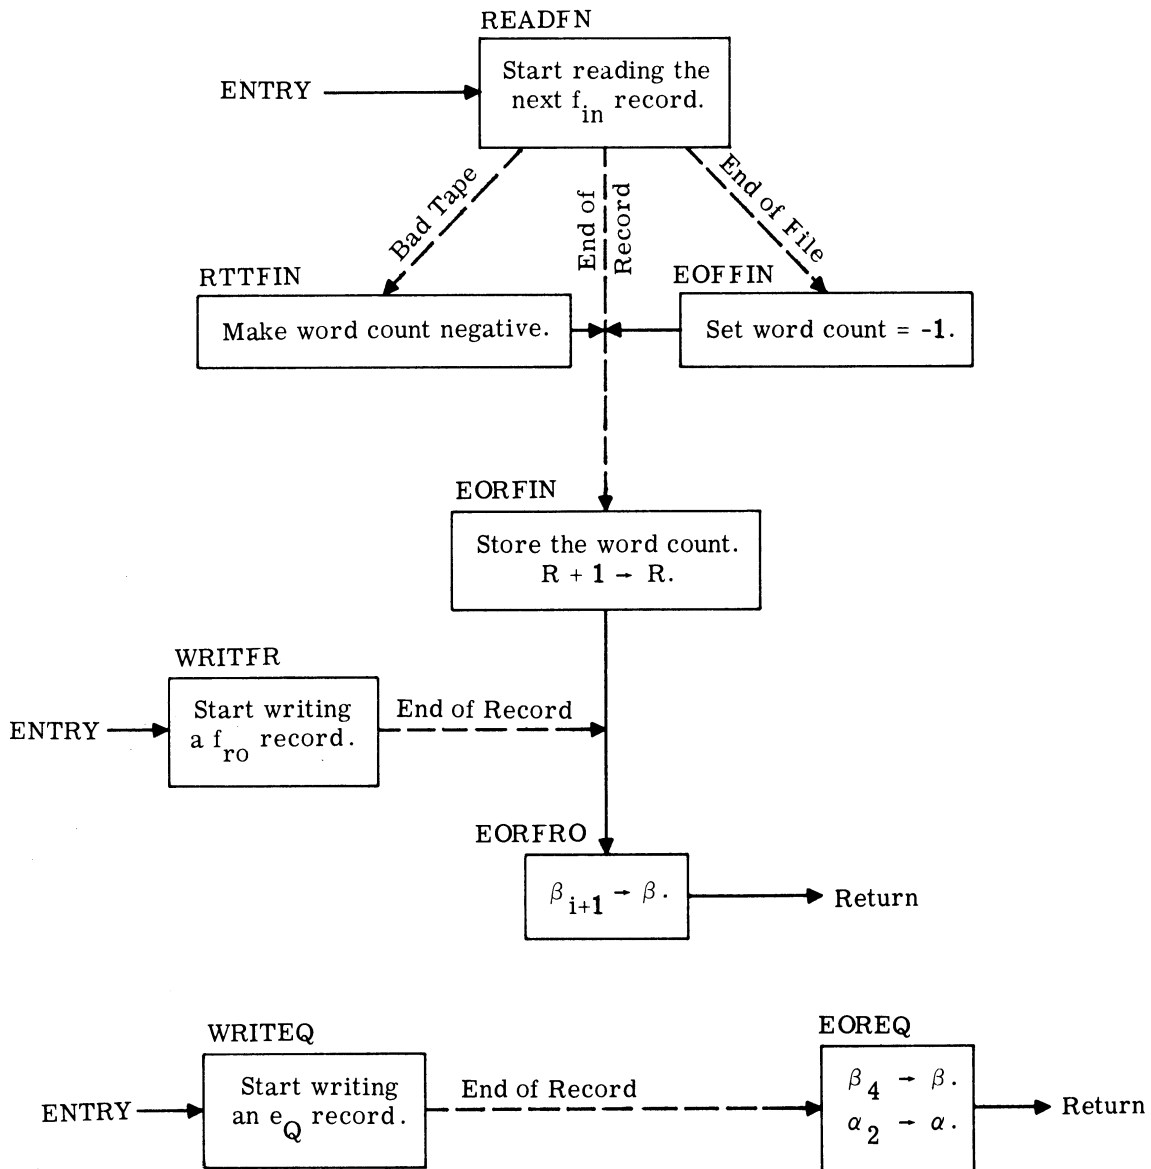 READFN
Start reading the
next f_in record.
ENTRY
Bad Tape
End of
Record
End of File
RTTFIN
Make word count negative.
EOFFIN
Set word count = -1.
EORFIN
Store the word count.
R + 1 → R.
WRITFR
Start writing
a f_ro record.
ENTRY
End of Record
EORFRO
β_i+1 → β.
Return
WRITEQ
Start writing
an e_Q record.
ENTRY
End of Record
EOREQ
β_4 → β.
α_2 → α.
Return